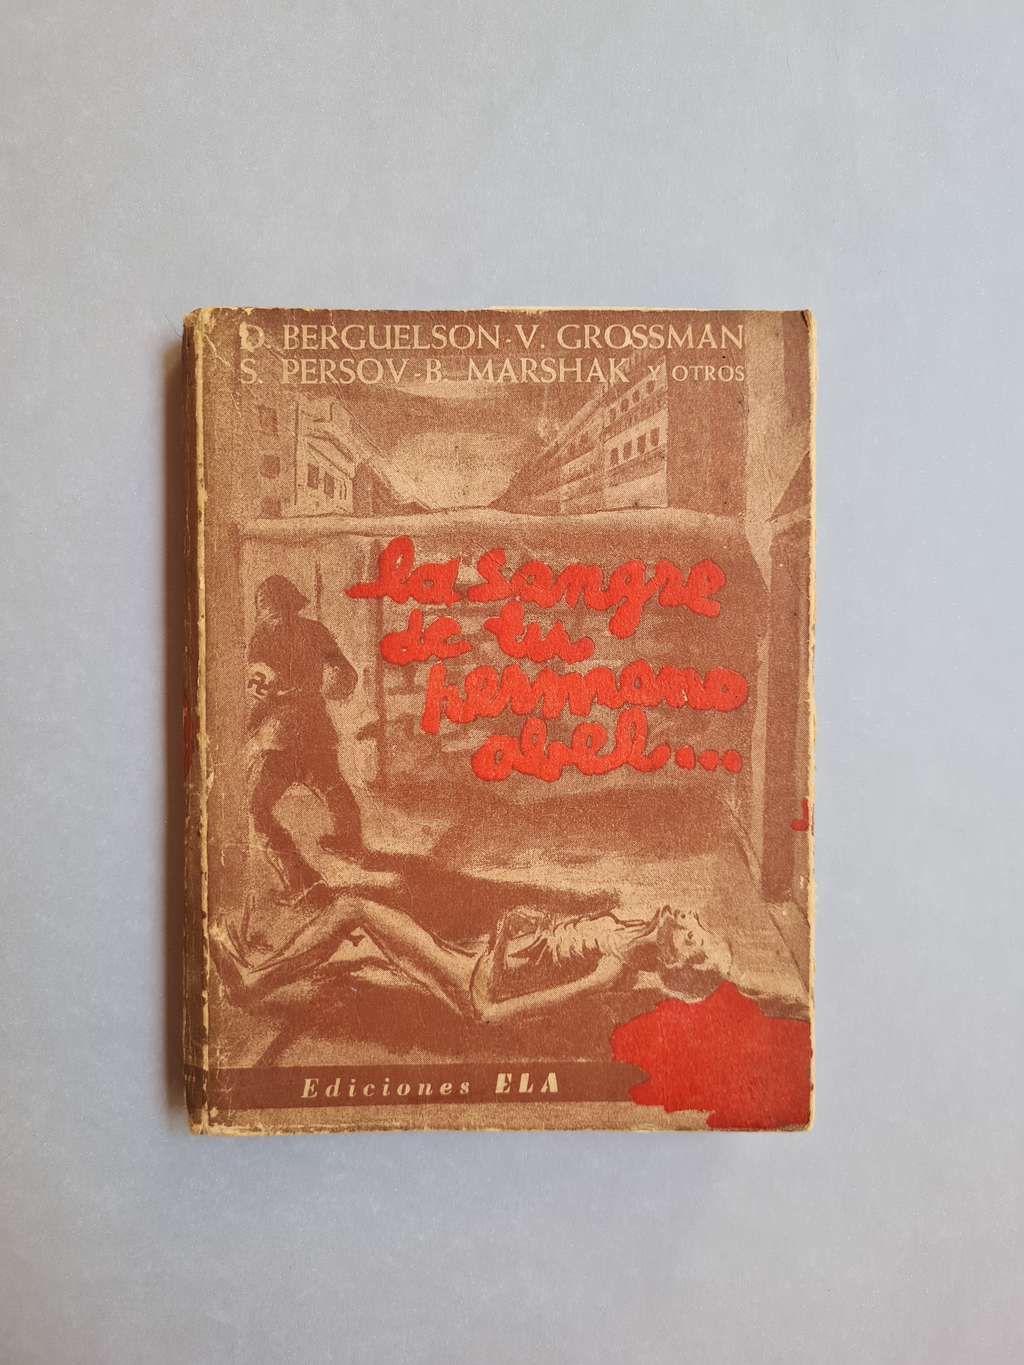 D. BERGUELSON-V. GROSSMAN
S. PERSOV-B. MARSHAK Y OTROS
la sangre
de tu
hermano
abel...
Ediciones ELA